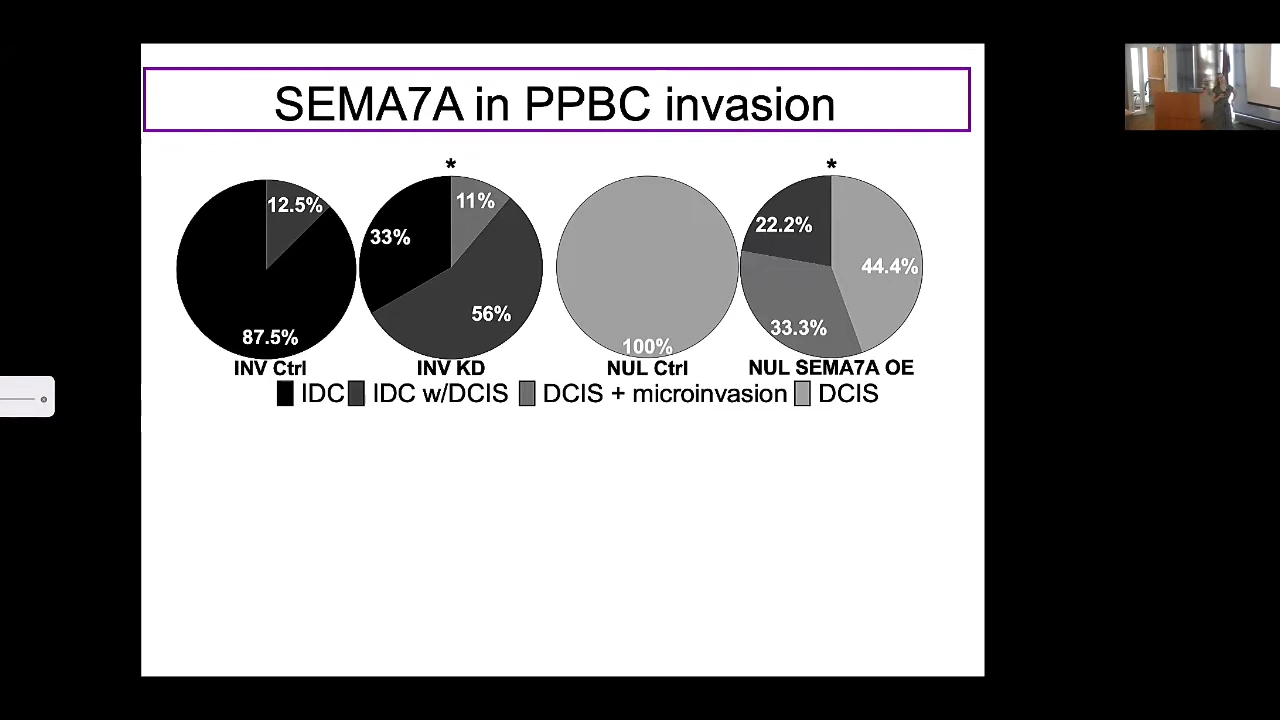 SEMA7A in PPBC invasion
* *
12.5% 11% 22.2%
33% 44.4%
56% 33.3%
87.5% 100%
INV Ctrl INV KD NUL Ctrl NUL SEMA7A OE
IDC IDC w/DCIS DCIS + microinvasion DCIS